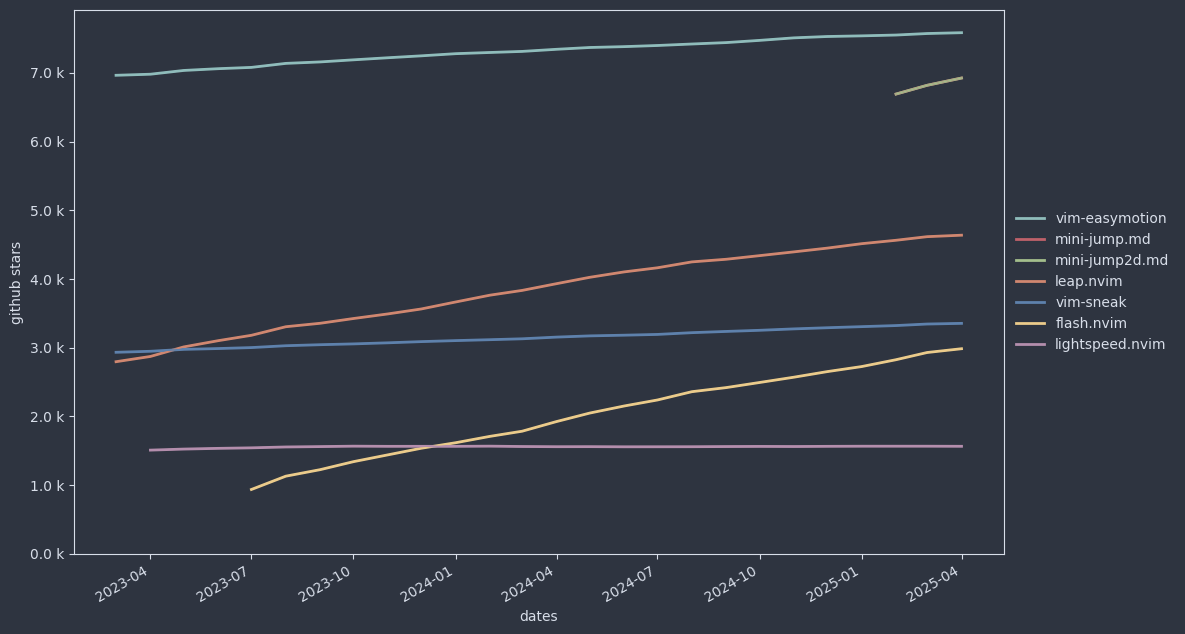 7.0 k
6.0 k
5.0 k
4.0 k
3.0 k
2.0 k
1.0 k
0.0 k
github stars
2023-04
2023-07
2023-10
2024-01
2024-04
2024-07
2024-10
2025-01
2025-04
dates
vim-easymotion
mini-jump.md
mini-jump2d.md
leap.nvim
vim-sneak
flash.nvim
lightspeed.nvim